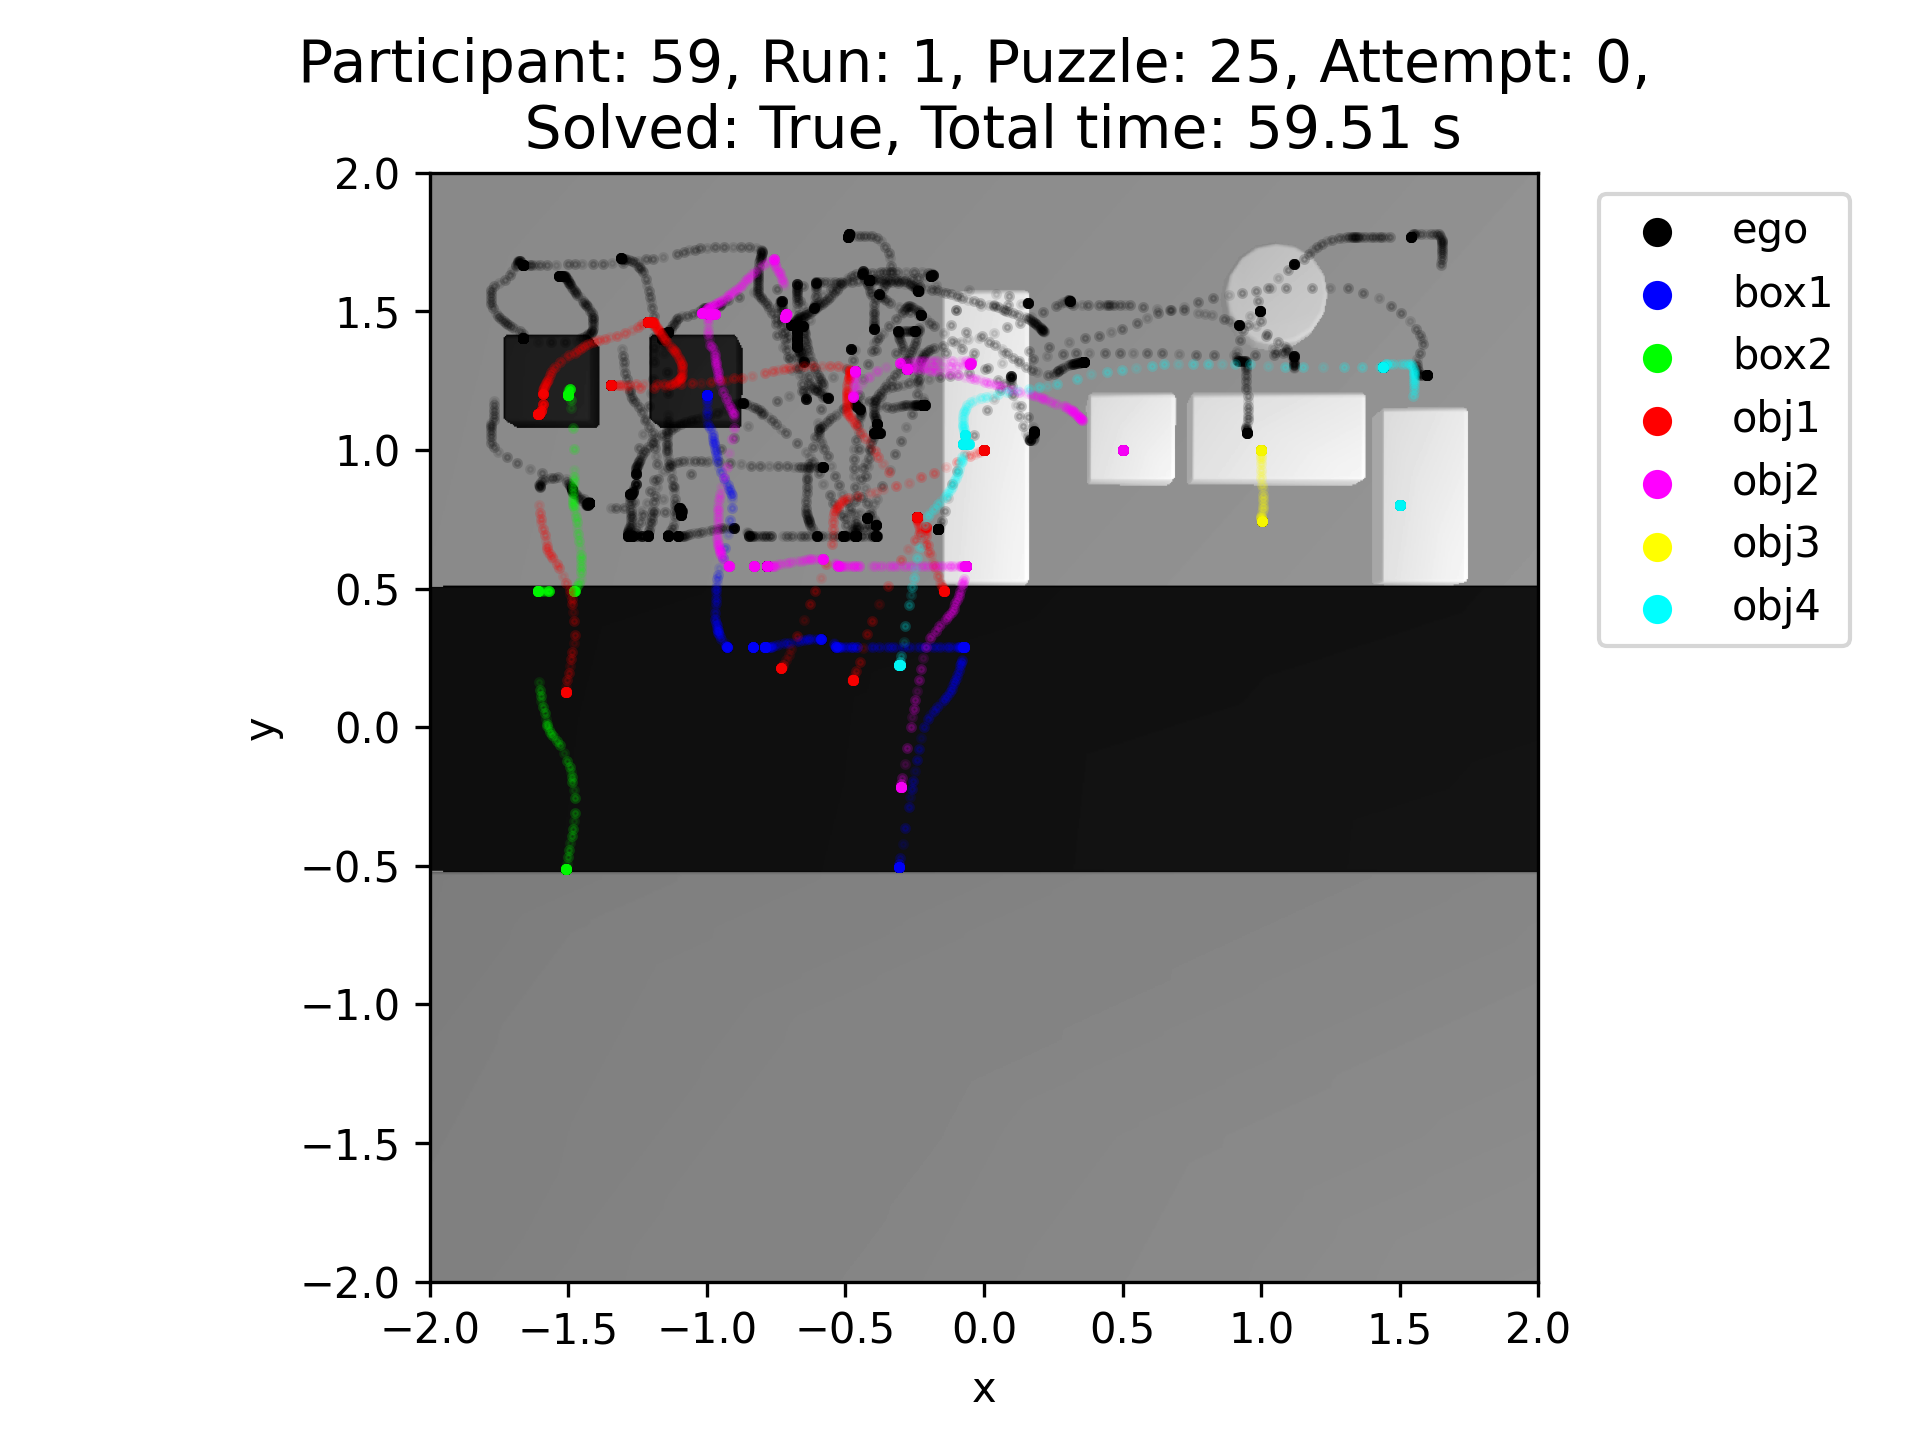 Participant: 59, Run: 1, Puzzle: 25, Attempt: 0,
Solved: True, Total time: 59.51 s
2.0
1.5
1.0
0.5
0.0
−0.5
−1.0
−1.5
−2.0
y
−2.0 −1.5 −1.0 −0.5 0.0 0.5 1.0 1.5 2.0
x
ego
box1
box2
obj1
obj2
obj3
obj4